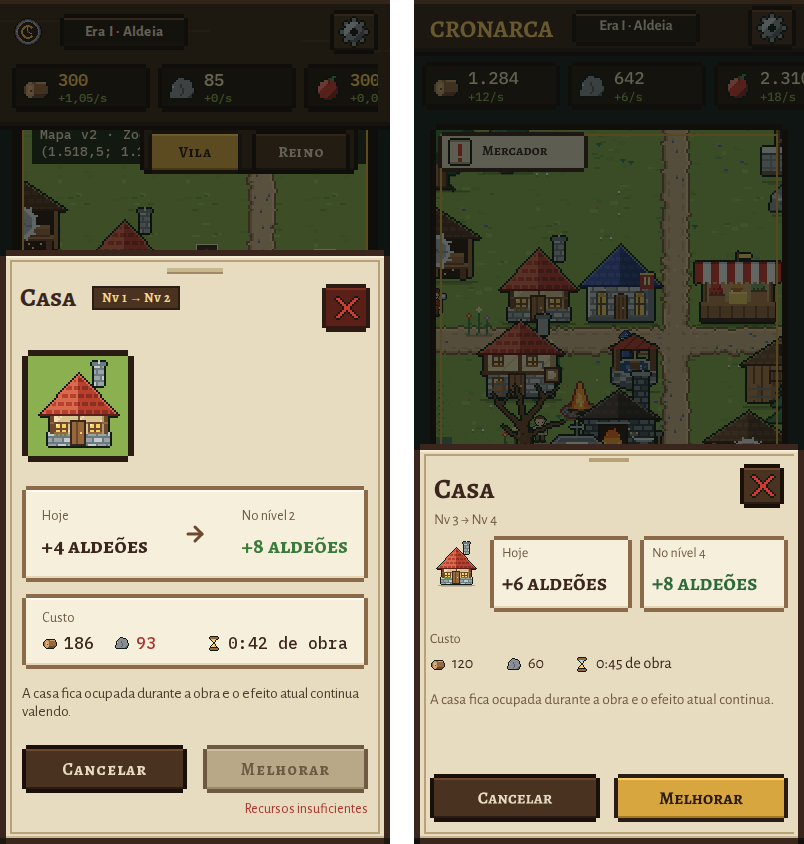 Era I · Aldeia
300
+1,05/s
85
+0/s
300
+0,0
Mapa v2 · Zo
(1.518,5; 1.1
Vila
Reino
Casa
Nv 1 → Nv 2
Hoje
+4 ALDEÕES
No nível 2
+8 ALDEÕES
Custo
186
93
0:42 de obra
A casa fica ocupada durante a obra e o efeito atual continua
valendo.
Cancelar
Melhorar
Recursos insuficientes
CRONARCA
Era I · Aldeia
1.284
+12/s
642
+6/s
2.310
+18/s
Mercador
Casa
Nv 3 → Nv 4
Hoje
+6 ALDEÕES
No nível 4
+8 ALDEÕES
Custo
120
60
0:45 de obra
A casa fica ocupada durante a obra e o efeito atual continua.
Cancelar
Melhorar